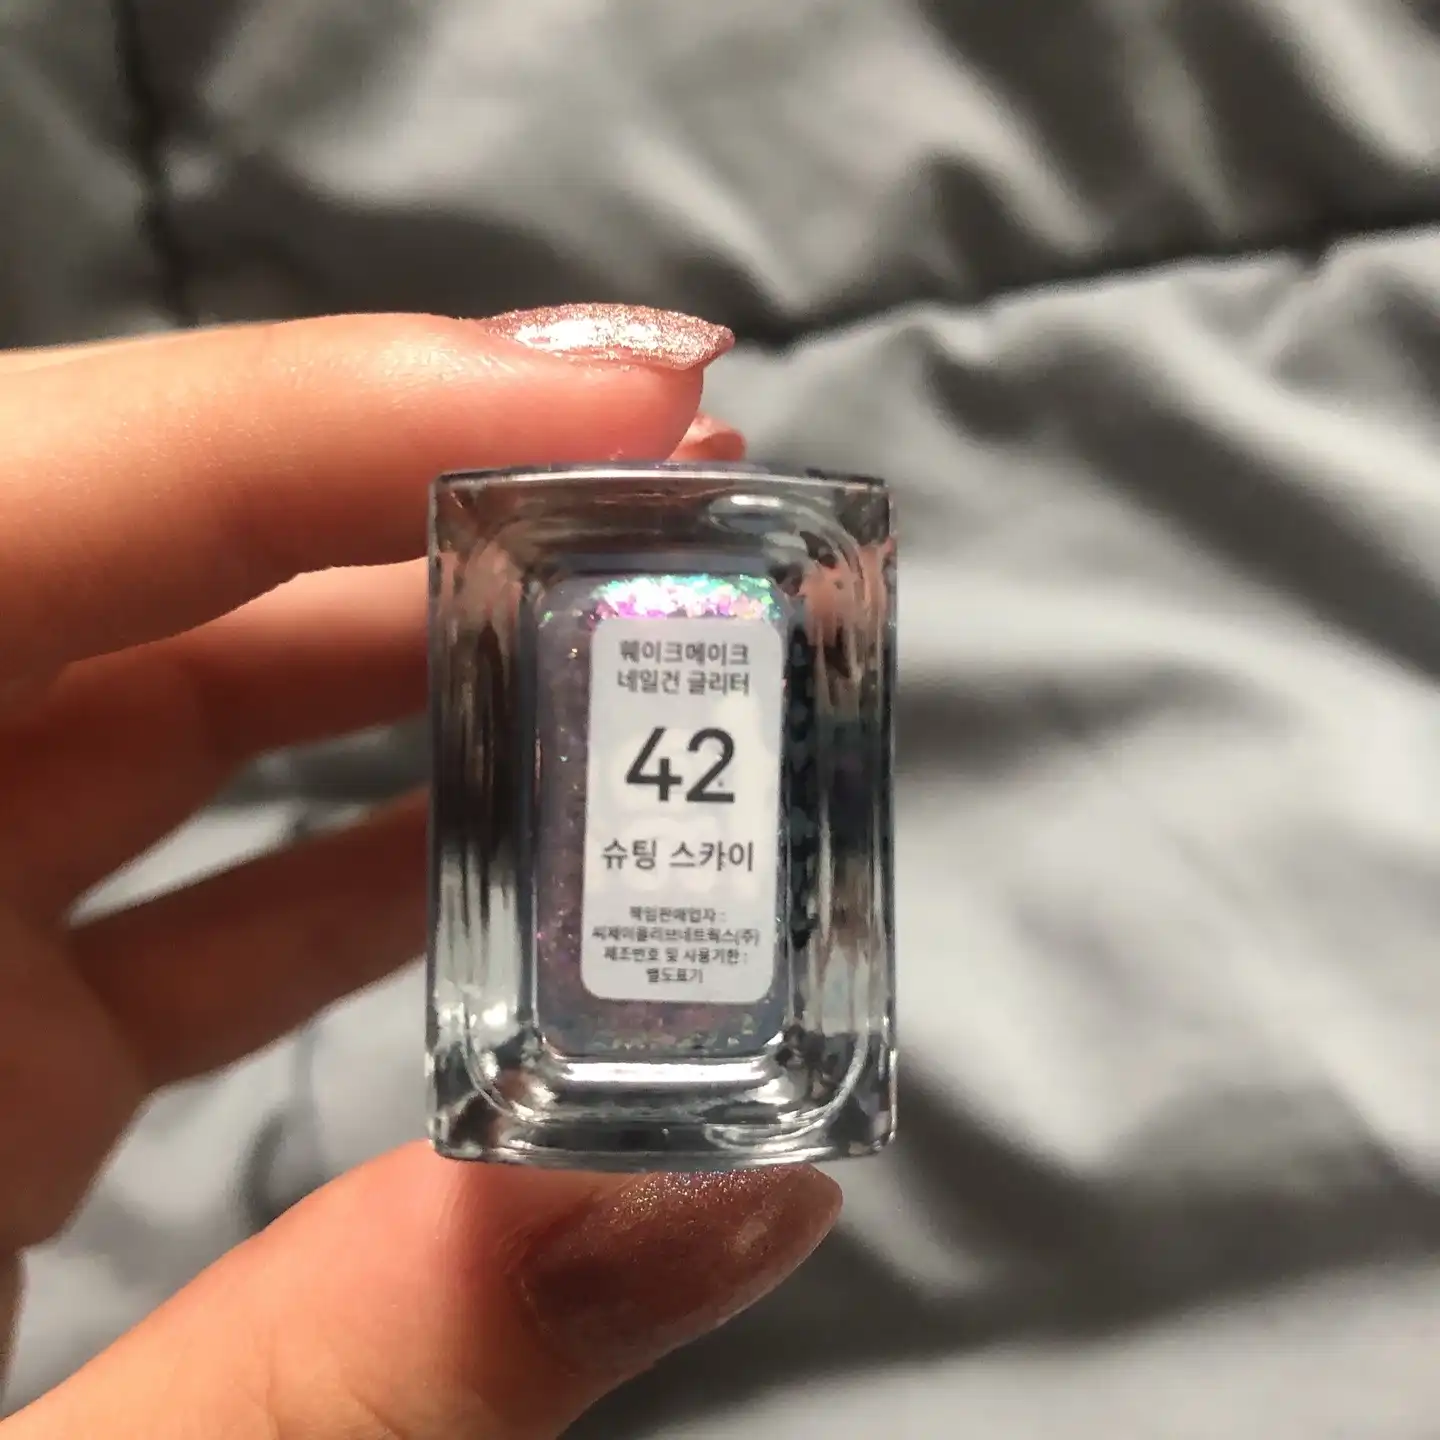 웨이크메이크
네일건 글리터
42
슈팅 스카이
책임판매업자 :
씨제이올리브네트웍스(주)
제조번호 및 사용기한 :
별도표기